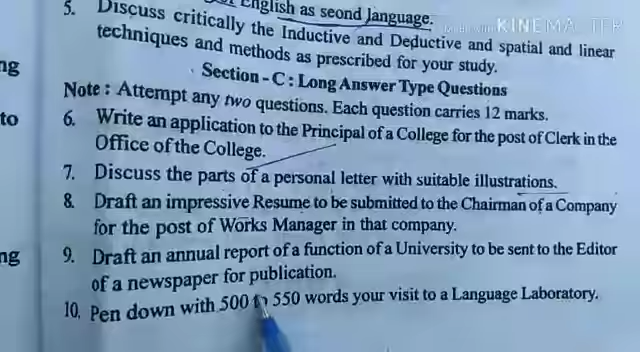 English as seond language.
5. Discuss critically the Inductive and Deductive and spatial and linear
techniques and methods as prescribed for your study.
Section - C : Long Answer Type Questions
Note : Attempt any two questions. Each question carries 12 marks.
6. Write an application to the Principal of a College for the post of Clerk in the
Office of the College.
7. Discuss the parts of a personal letter with suitable illustrations.
8. Draft an impressive Resume to be submitted to the Chairman of a Company
for the post of Works Manager in that company.
9. Draft an annual report of a function of a University to be sent to the Editor
of a newspaper for publication.
10. Pen down with 500 to 550 words your visit to a Language Laboratory.
ng
to
ng
KINEMA